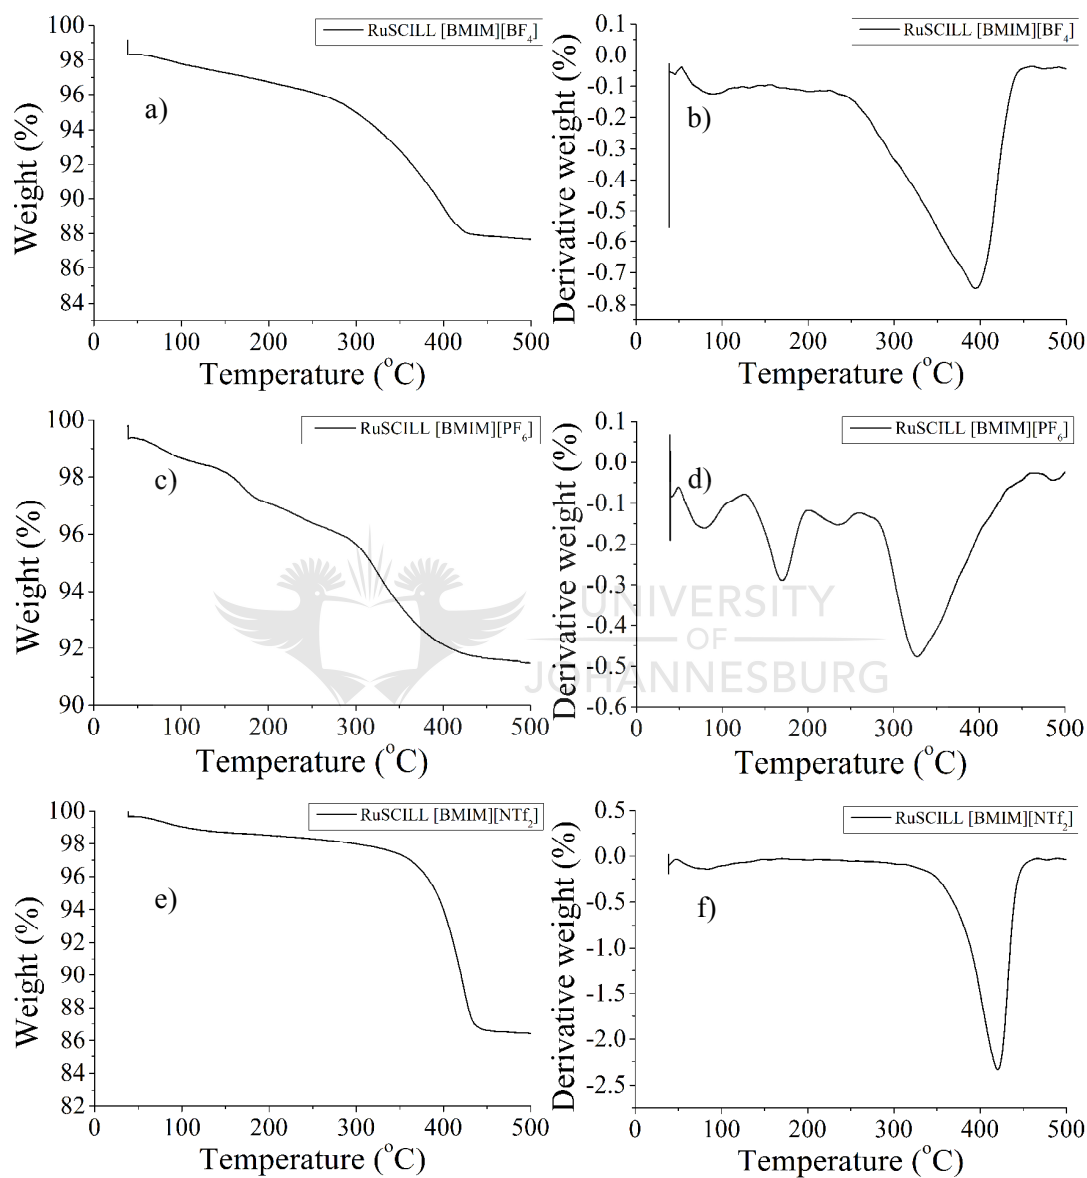 RuSCILL [BMIM][BF₄]
100
98
96
94
92
90
88
86
84
Weight (%)
a)
0 100 200 300 400 500
Temperature (°C)
RuSCILL [BMIM][BF₄]
0.1
0.0
-0.1
-0.2
-0.3
-0.4
-0.5
-0.6
-0.7
-0.8
Derivative weight (%)
b)
0 100 200 300 400 500
Temperature (°C)
RuSCILL [BMIM][PF₆]
100
98
96
94
92
90
Weight (%)
c)
0 100 200 300 400 500
Temperature (°C)
RuSCILL [BMIM][PF₆]
0.1
0.0
-0.1
-0.2
-0.3
-0.4
-0.5
-0.6
Derivative weight (%)
d)
0 100 200 300 400 500
Temperature (°C)
UNIVERSITY
OF
JOHANNESBURG
RuSCILL [BMIM][NTf₂]
100
98
96
94
92
90
88
86
84
82
Weight (%)
e)
0 100 200 300 400 500
Temperature (°C)
RuSCILL [BMIM][NTf₂]
0.5
0.0
-0.5
-1.0
-1.5
-2.0
-2.5
Derivative weight (%)
f)
0 100 200 300 400 500
Temperature (°C)